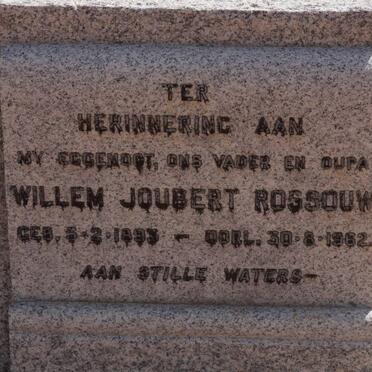 TER
HERINNERING AAN
MY EGGENOOT, ONS VADER EN OUPA
WILLEM JOUBERT ROSSOUW
GEB. 5-2-1893 — OORL. 30-8-1962
AAN STILLE WATERS—